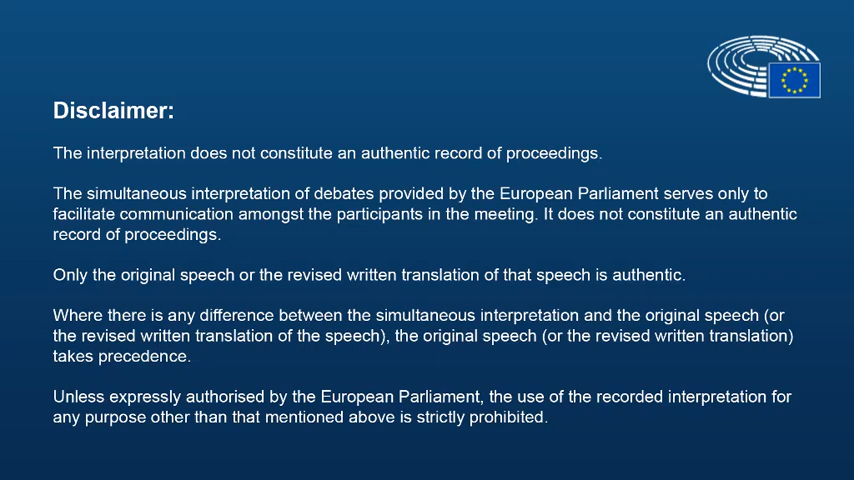 Disclaimer:
The interpretation does not constitute an authentic record of proceedings.
The simultaneous interpretation of debates provided by the European Parliament serves only to
facilitate communication amongst the participants in the meeting. It does not constitute an authentic
record of proceedings.
Only the original speech or the revised written translation of that speech is authentic.
Where there is any difference between the simultaneous interpretation and the original speech (or
the revised written translation of the speech), the original speech (or the revised written translation)
takes precedence.
Unless expressly authorised by the European Parliament, the use of the recorded interpretation for
any purpose other than that mentioned above is strictly prohibited.